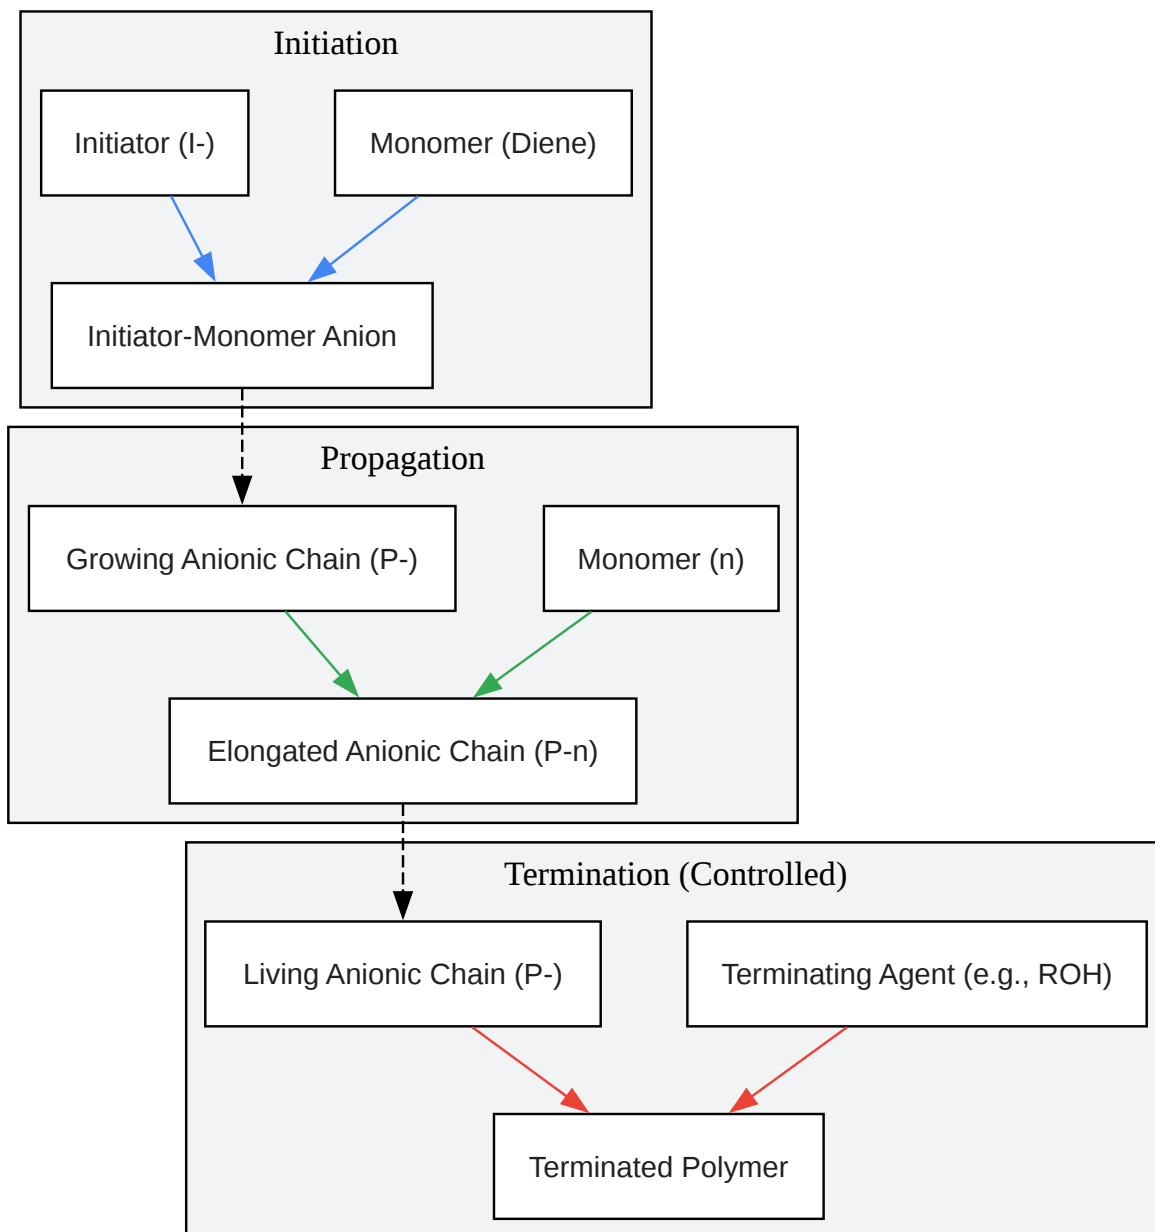 Initiation
Initiator (I-)
Monomer (Diene)
Initiator-Monomer Anion
Propagation
Growing Anionic Chain (P-)
Monomer (n)
Elongated Anionic Chain (P-n)
Termination (Controlled)
Living Anionic Chain (P-)
Terminating Agent (e.g., ROH)
Terminated Polymer